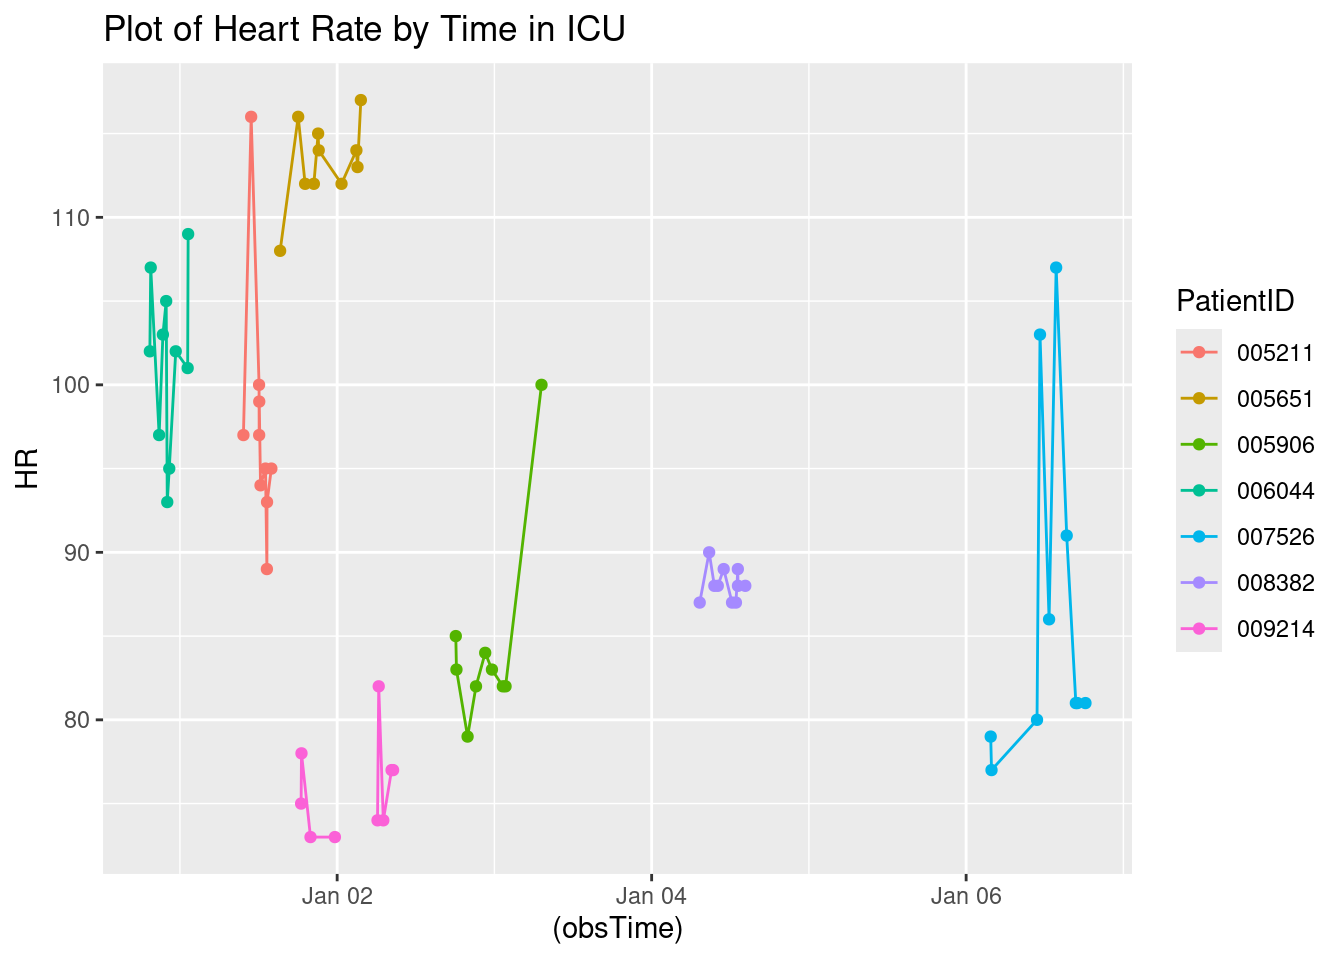 Plot of Heart Rate by Time in ICU
HR
110
100
90
80
Jan 02
Jan 04
Jan 06
(obsTime)
PatientID
005211
005651
005906
006044
007526
008382
009214